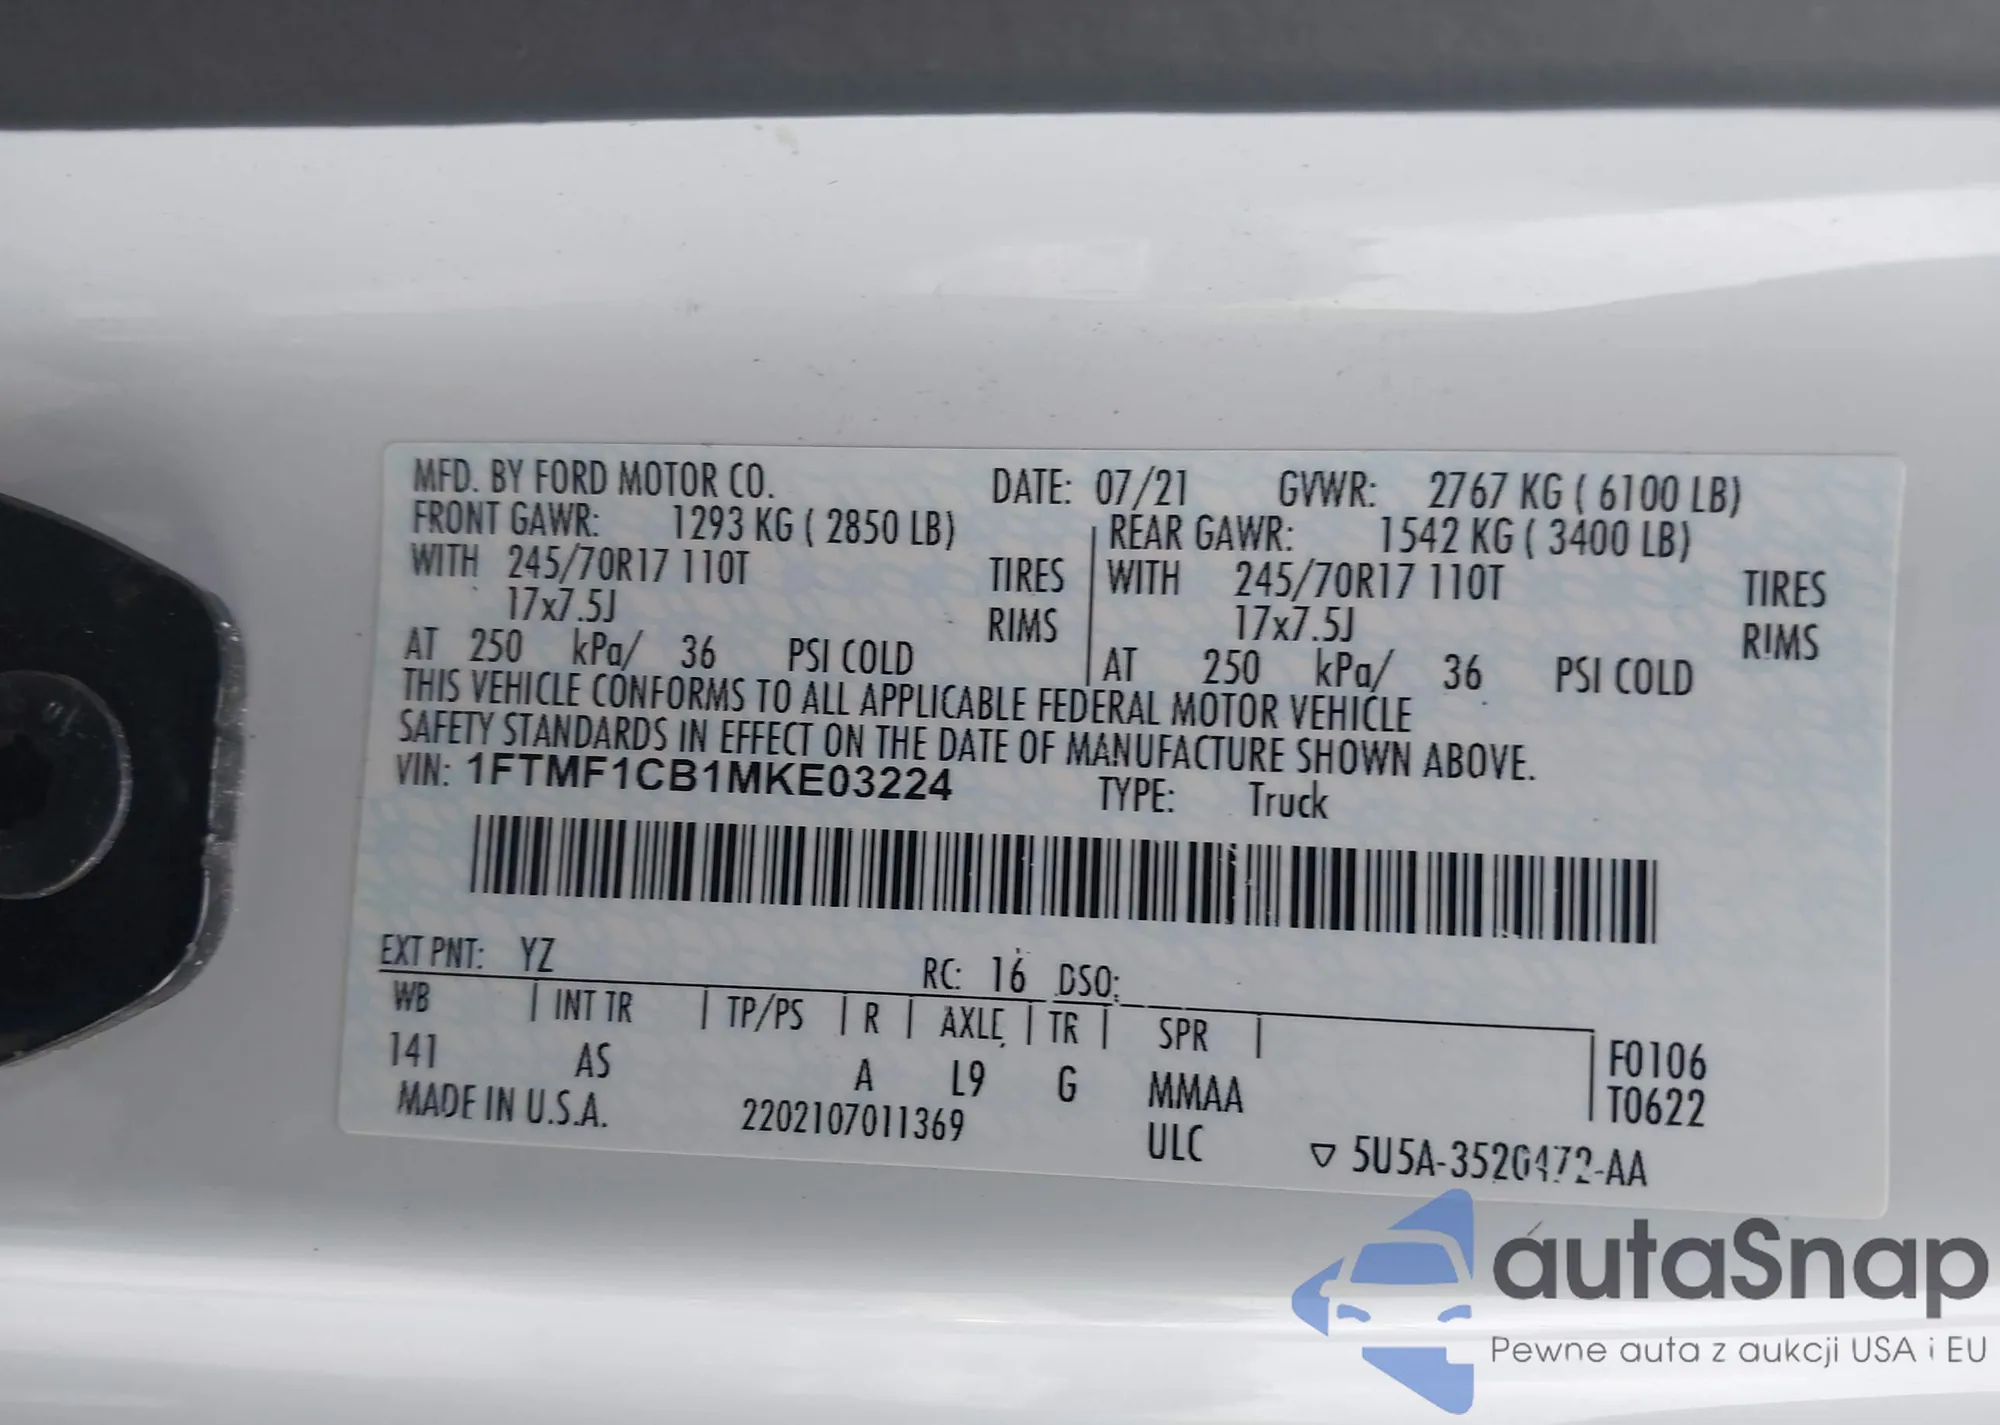 MFD. BY FORD MOTOR CO. DATE: 07/21 GVWR: 2767 KG ( 6100 LB)
FRONT GAWR: 1293 KG ( 2850 LB) REAR GAWR: 1542 KG ( 3400 LB)
WITH 245/70R17 110T TIRES WITH 245/70R17 110T TIRES
17x7.5J RIMS 17x7.5J RIMS
AT 250 kPa/ 36 PSI COLD AT 250 kPa/ 36 PSI COLD
THIS VEHICLE CONFORMS TO ALL APPLICABLE FEDERAL MOTOR VEHICLE
SAFETY STANDARDS IN EFFECT ON THE DATE OF MANUFACTURE SHOWN ABOVE.
VIN: 1FTMF1CB1MKE03224 TYPE: Truck
EXT PNT: YZ RC: 16 DSO:
WB | INT TR | TP/PS | R | AXLE | TR | SPR |
141 AS A L9 G MMAA F0106
MADE IN U.S.A. 2202107011369 T0622
ULC ▽ 5U5A-3520472-AA
autaSnap
Pewne auta z aukcji USA i EU